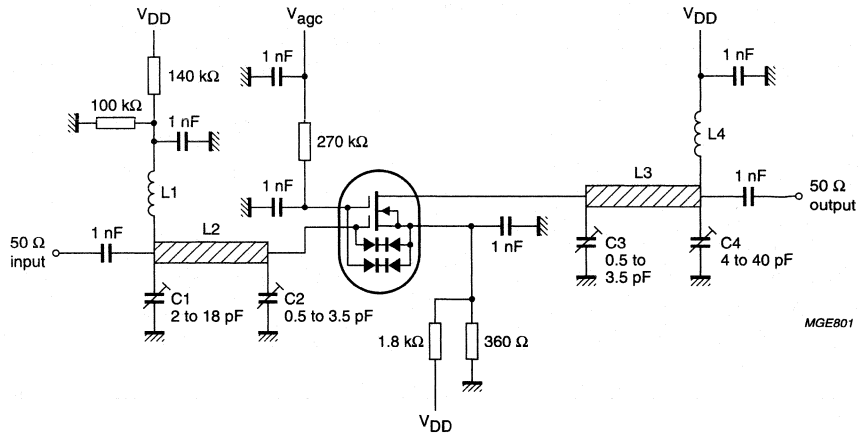 VDD
Vagc
VDD
1 nF
1 nF
140 kΩ
100 kΩ
1 nF
270 kΩ
L4
L1
1 nF
L3
1 nF
50 Ω
output
L2
50 Ω
input
1 nF
1 nF
C3
0.5 to
3.5 pF
C4
4 to 40 pF
C1
2 to 18 pF
C2
0.5 to 3.5 pF
MGE801
1.8 kΩ
360 Ω
VDD